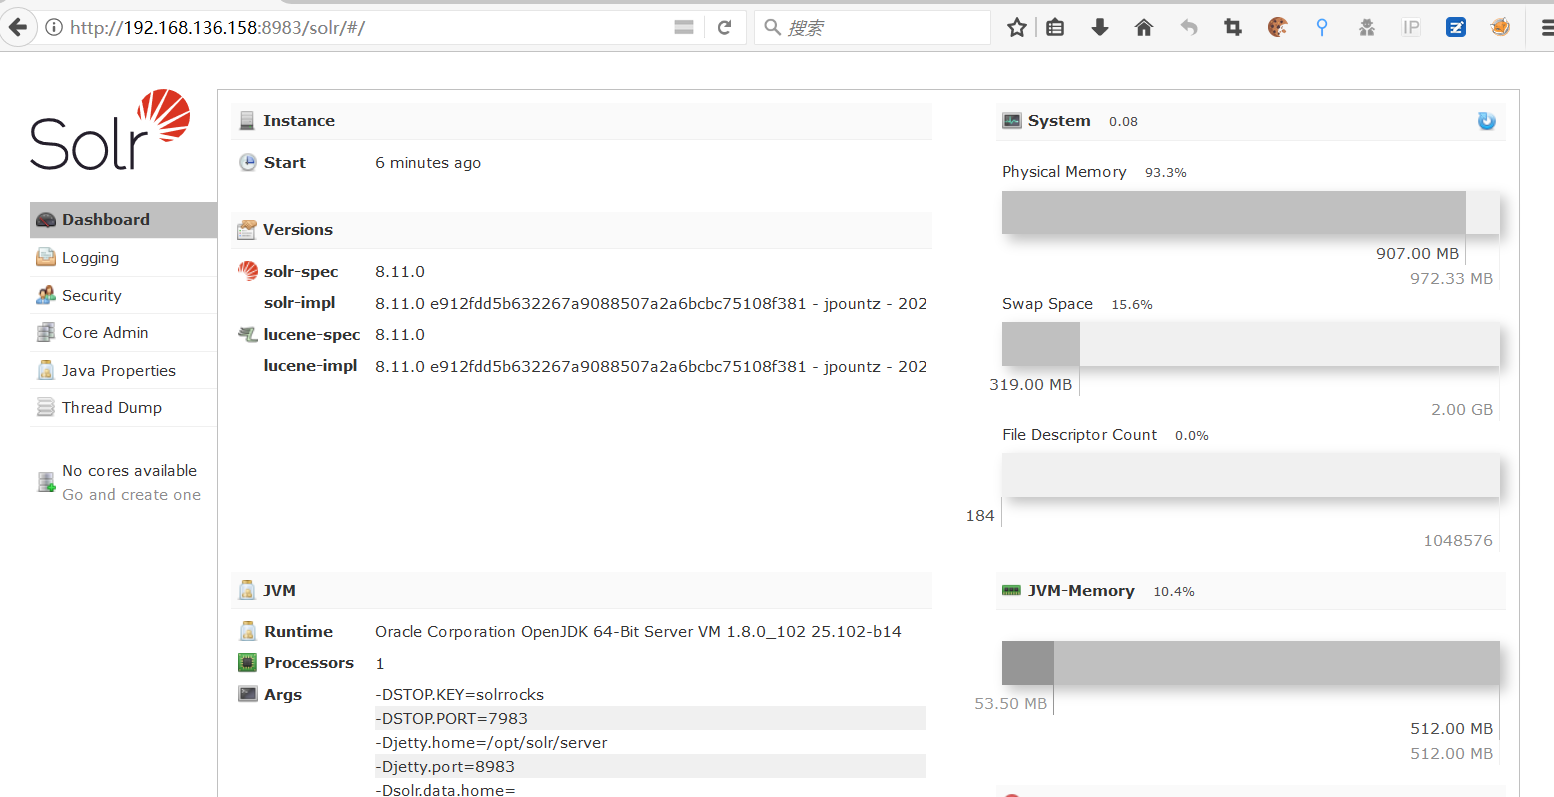 http://192.168.136.158:8983/solr/#/
搜索
IP
Solr
Dashboard
Logging
Security
Core Admin
Java Properties
Thread Dump
No cores available
Go and create one
Instance
Start 6 minutes ago
Versions
solr-spec 8.11.0
solr-impl 8.11.0 e912fdd5b632267a9088507a2a6bcbc75108f381 - jpountz - 202
lucene-spec 8.11.0
lucene-impl 8.11.0 e912fdd5b632267a9088507a2a6bcbc75108f381 - jpountz - 202
JVM
Runtime Oracle Corporation OpenJDK 64-Bit Server VM 1.8.0_102 25.102-b14
Processors 1
Args -DSTOP.KEY=solrrocks
-DSTOP.PORT=7983
-Djetty.home=/opt/solr/server
-Djetty.port=8983
-Dsolr.data.home=
System 0.08
Physical Memory 93.3%
907.00 MB
972.33 MB
Swap Space 15.6%
319.00 MB
2.00 GB
File Descriptor Count 0.0%
184
1048576
JVM-Memory 10.4%
53.50 MB
512.00 MB
512.00 MB